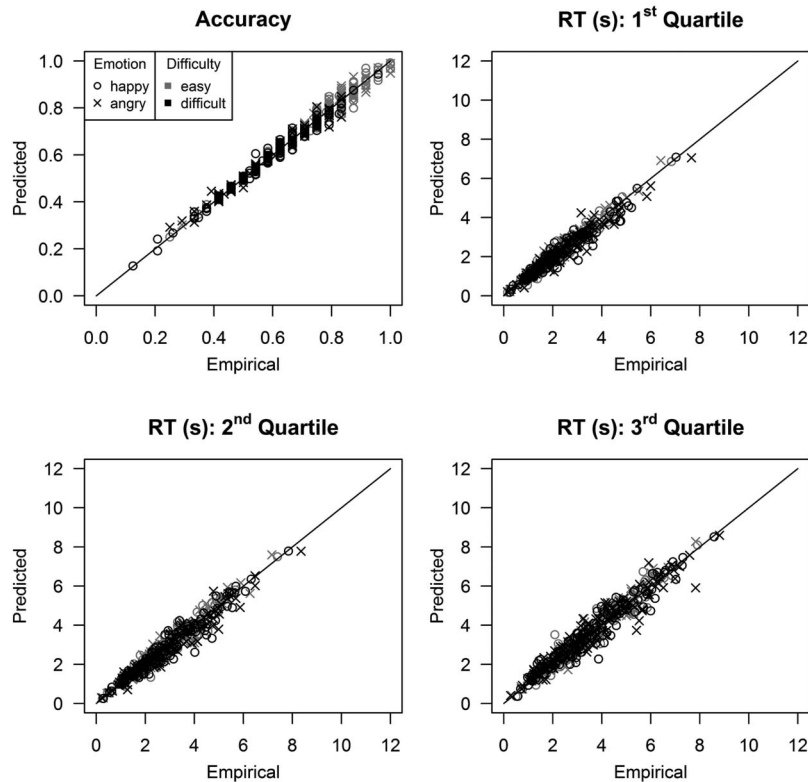 Accuracy
Emotion Difficulty
happy easy
angry difficult
1.0
0.8
0.6
0.4
0.2
0.0
Predicted
0.0 0.2 0.4 0.6 0.8 1.0
Empirical
RT (s): 1st Quartile
12
10
8
6
4
2
0
Predicted
0 2 4 6 8 10 12
Empirical
RT (s): 2nd Quartile
12
10
8
6
4
2
0
Predicted
0 2 4 6 8 10 12
Empirical
RT (s): 3rd Quartile
12
10
8
6
4
2
0
Predicted
0 2 4 6 8 10 12
Empirical